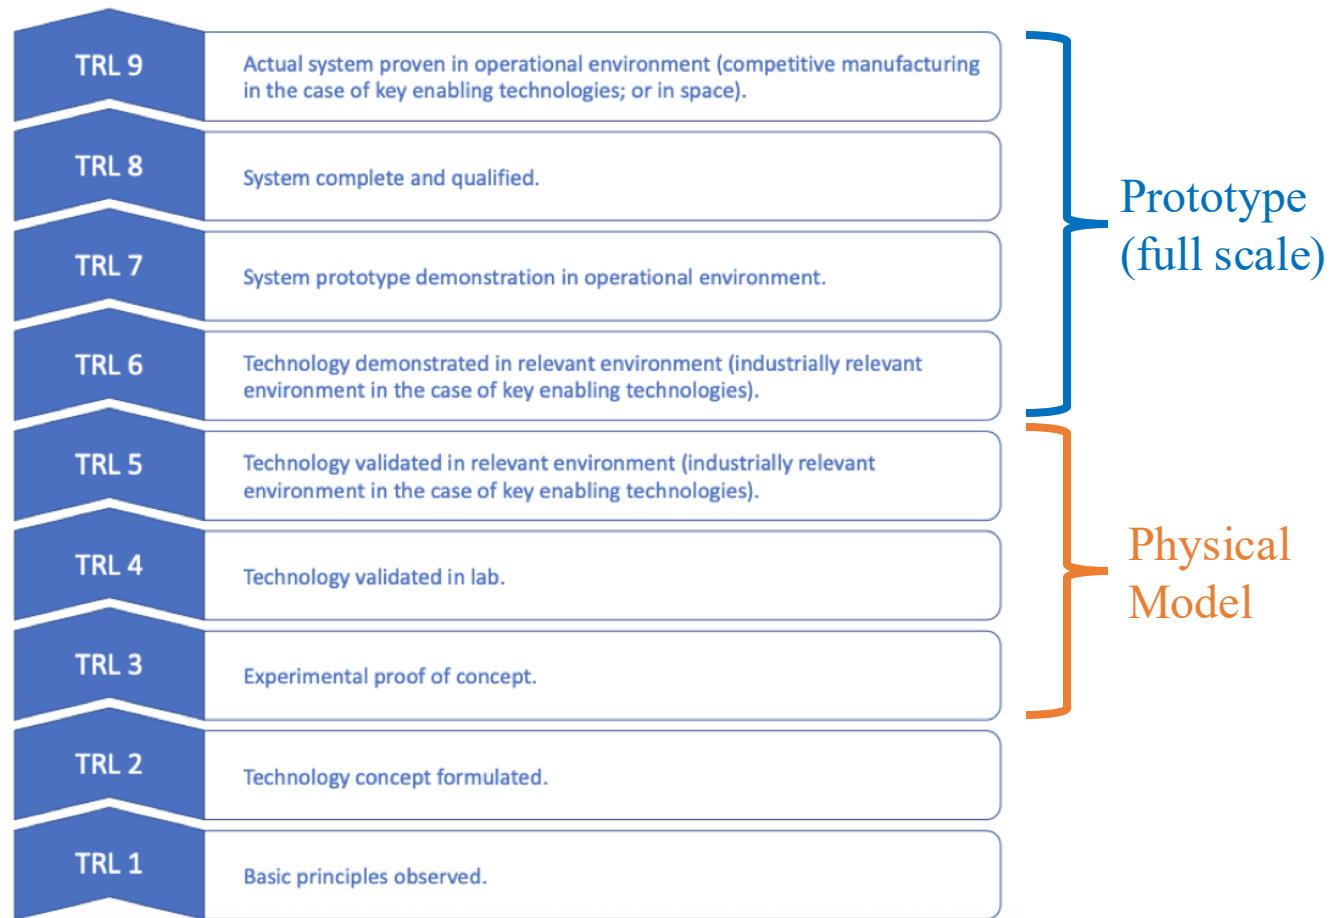 TRL 9
Actual system proven in operational environment (competitive manufacturing
in the case of key enabling technologies; or in space).
TRL 8
System complete and qualified.
TRL 7
System prototype demonstration in operational environment.
TRL 6
Technology demonstrated in relevant environment (industrially relevant
environment in the case of key enabling technologies).
Prototype
(full scale)
TRL 5
Technology validated in relevant environment (industrially relevant
environment in the case of key enabling technologies).
TRL 4
Technology validated in lab.
TRL 3
Experimental proof of concept.
Physical
Model
TRL 2
Technology concept formulated.
TRL 1
Basic principles observed.